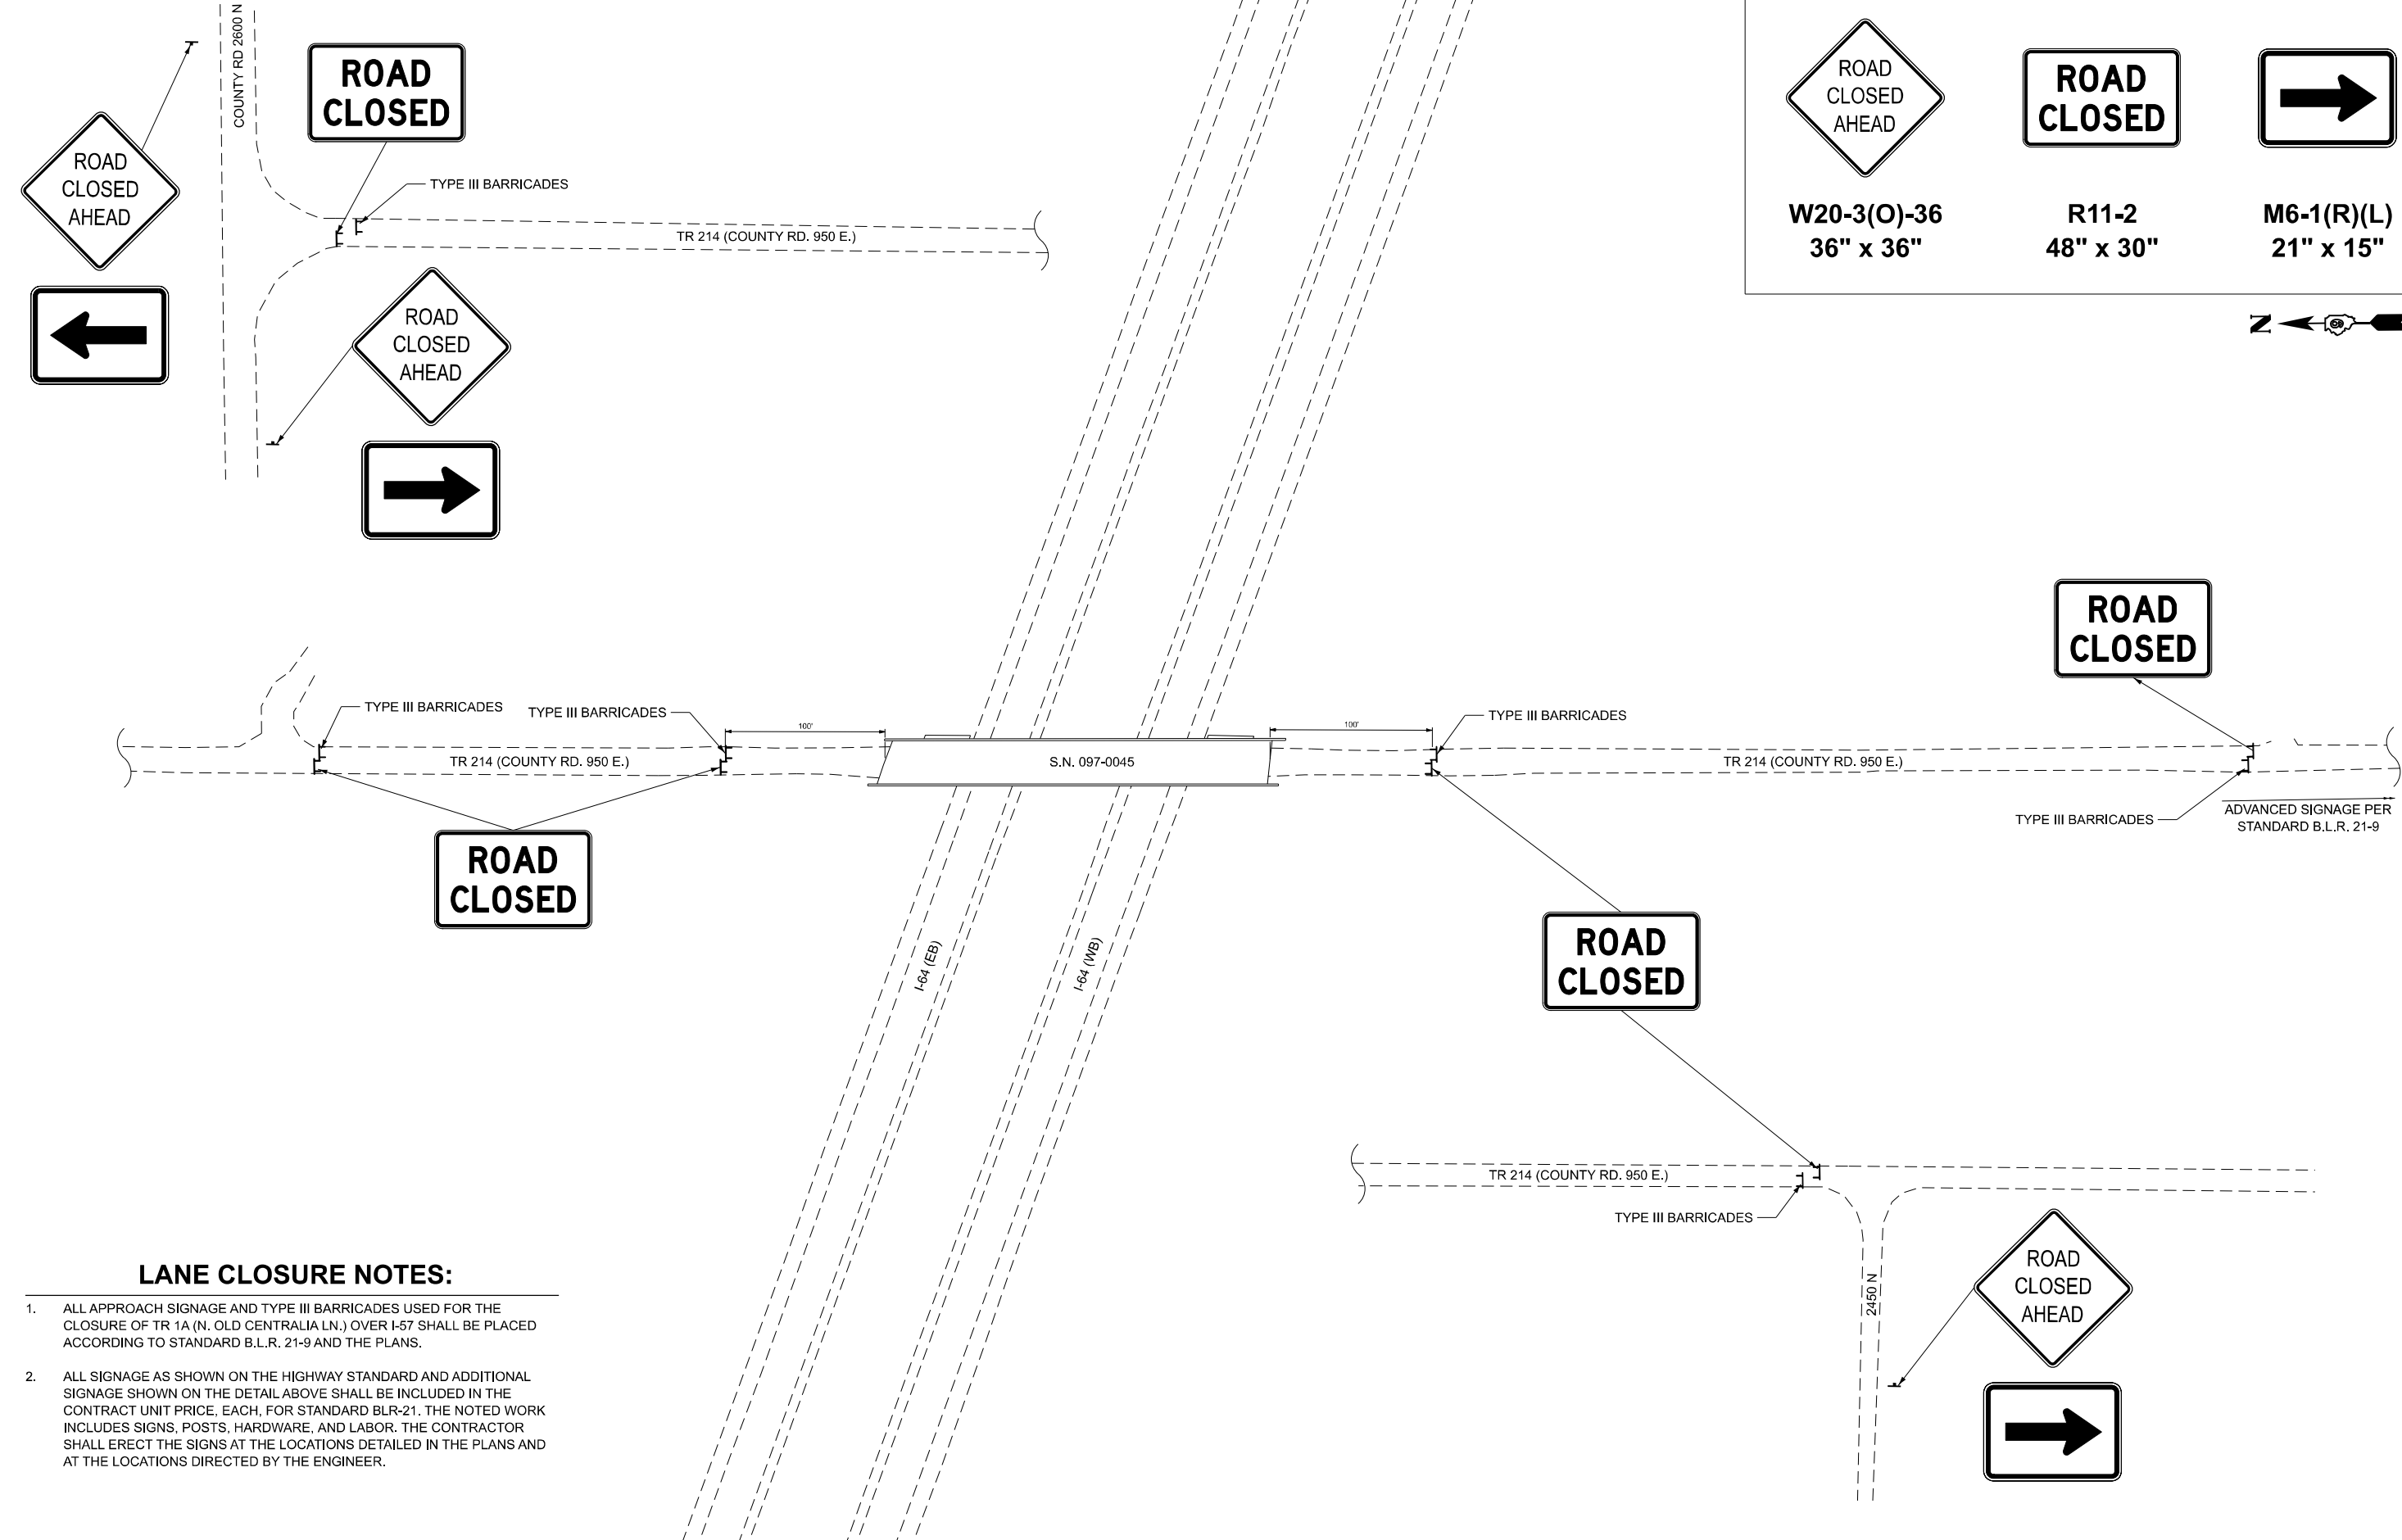 COUNTY RD 2600 N
ROAD
CLOSED
ROAD
CLOSED
AHEAD
TYPE III BARRICADES
TR 214 (COUNTY RD. 950 E.)
ROAD
CLOSED
AHEAD
ROAD
CLOSED
AHEAD
W20-3(O)-36
36" x 36"
ROAD
CLOSED
R11-2
48" x 30"
M6-1(R)(L)
21" x 15"
N
ROAD
CLOSED
TYPE III BARRICADES
TYPE III BARRICADES
100'
100'
TYPE III BARRICADES
TR 214 (COUNTY RD. 950 E.)
S.N. 097-0045
TR 214 (COUNTY RD. 950 E.)
TYPE III BARRICADES
ADVANCED SIGNAGE PER
STANDARD B.L.R. 21-9
ROAD
CLOSED
I-64 (EB)
I-64 (WB)
ROAD
CLOSED
TR 214 (COUNTY RD. 950 E.)
TYPE III BARRICADES
2450 N
ROAD
CLOSED
AHEAD
LANE CLOSURE NOTES:
1. ALL APPROACH SIGNAGE AND TYPE III BARRICADES USED FOR THE
CLOSURE OF TR 1A (N. OLD CENTRALIA LN.) OVER I-57 SHALL BE PLACED
ACCORDING TO STANDARD B.L.R. 21-9 AND THE PLANS.
2. ALL SIGNAGE AS SHOWN ON THE HIGHWAY STANDARD AND ADDITIONAL
SIGNAGE SHOWN ON THE DETAIL ABOVE SHALL BE INCLUDED IN THE
CONTRACT UNIT PRICE, EACH, FOR STANDARD BLR-21. THE NOTED WORK
INCLUDES SIGNS, POSTS, HARDWARE, AND LABOR. THE CONTRACTOR
SHALL ERECT THE SIGNS AT THE LOCATIONS DETAILED IN THE PLANS AND
AT THE LOCATIONS DIRECTED BY THE ENGINEER.